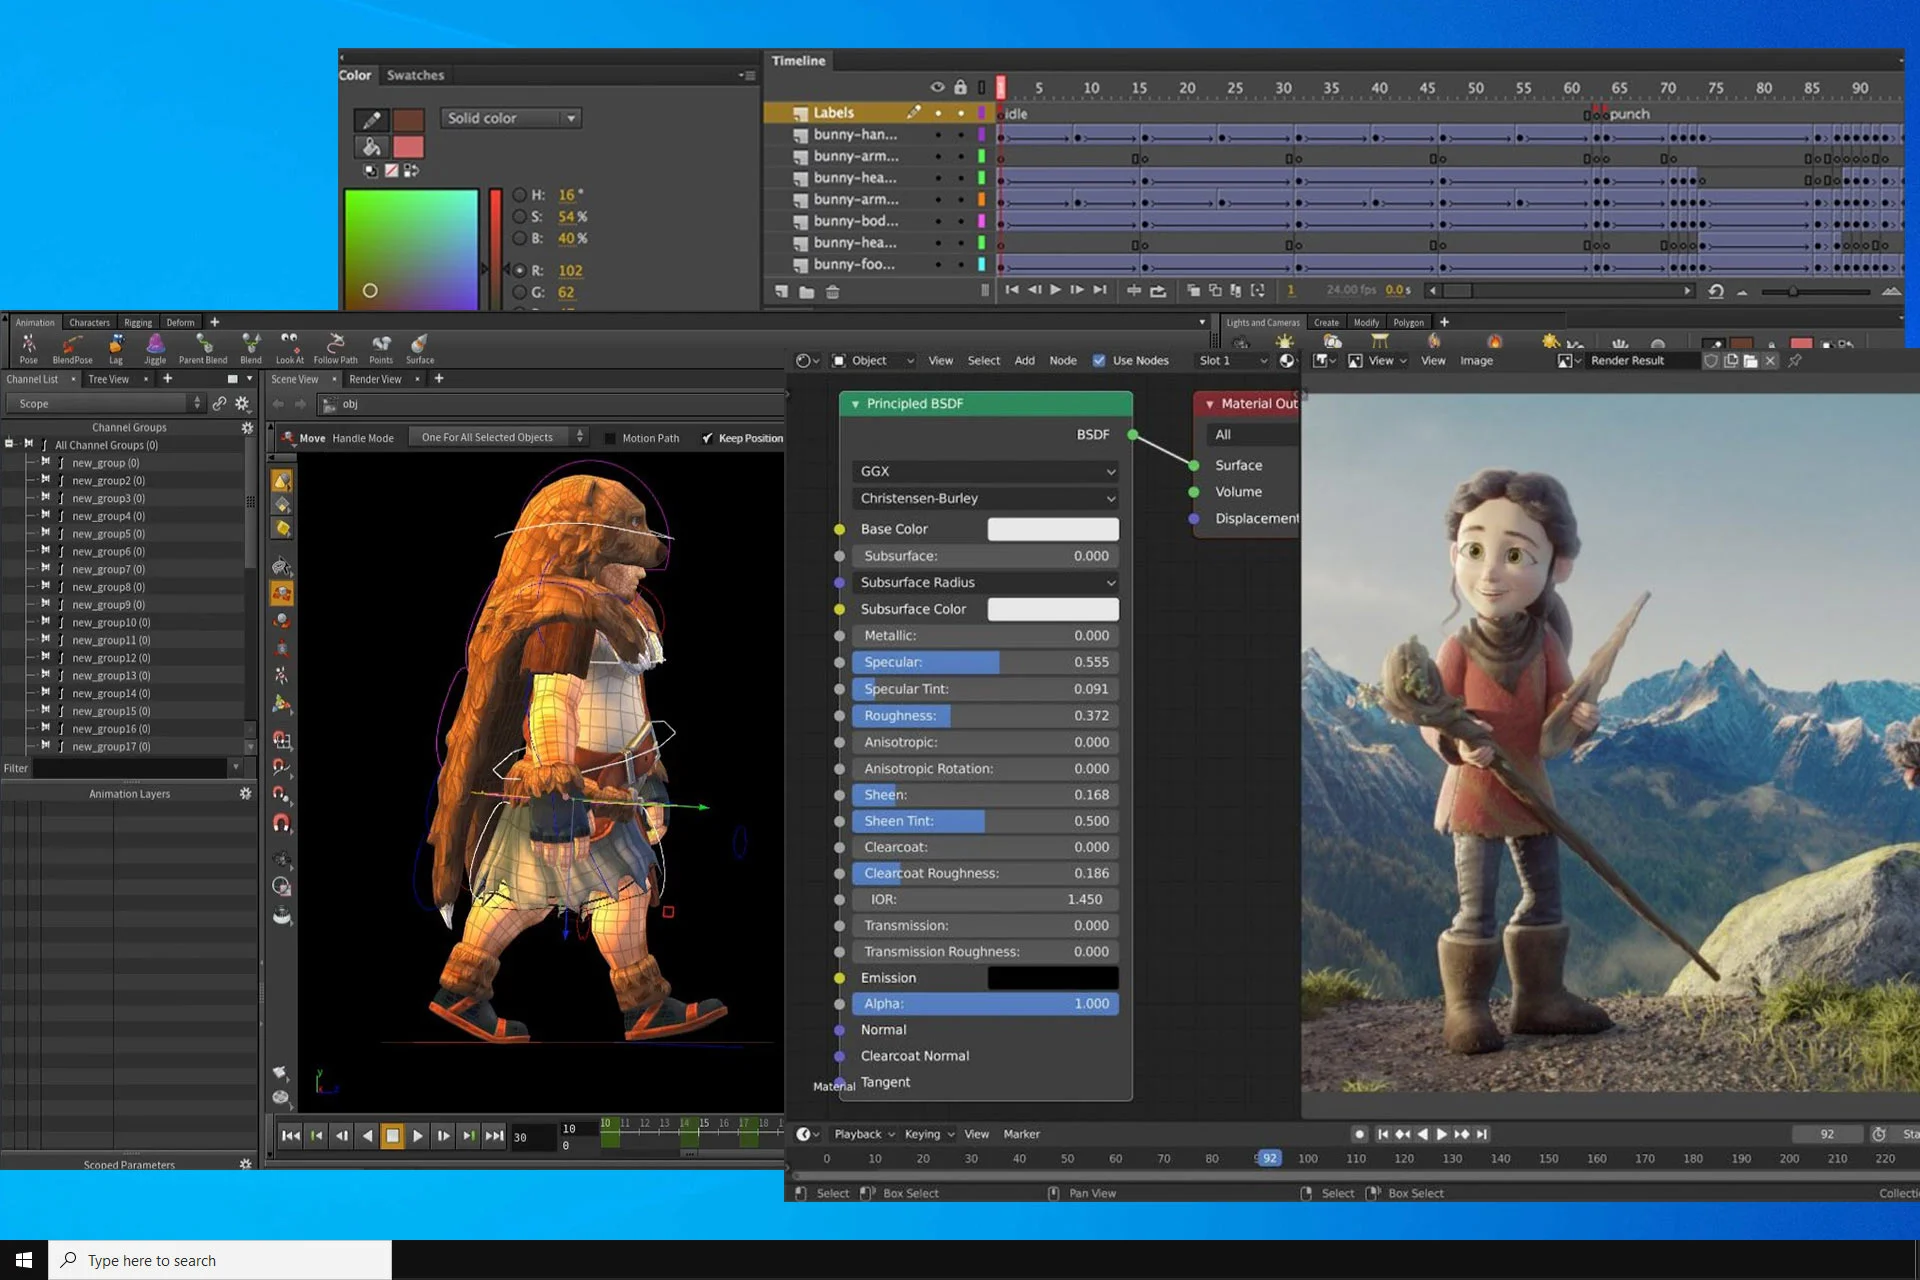 Color Swatches
Solid color
H: 16 °
S: 54 %
B: 40 %
R: 102
G: 62
Timeline
5 10 15 20 25 30 35 40 45 50 55 60 65 70 75 80 85 90
Labels
idle
punch
bunny-han...
bunny-arm...
bunny-hea...
bunny-arm...
bunny-bod...
bunny-hea...
bunny-foo...
1 24.00 fps 0.0 s
Animation Characters Rigging Deform
Pose BlendPose Lag Jiggle Parent Blend Blend Look At Follow Path Points Surface
Lights and Cameras Create Modify Polygon
Channel List Tree View
Scope
Channel Groups
All Channel Groups (0)
new_group (0)
new_group2 (0)
new_group3 (0)
new_group4 (0)
new_group5 (0)
new_group6 (0)
new_group7 (0)
new_group8 (0)
new_group9 (0)
new_group10 (0)
new_group11 (0)
new_group12 (0)
new_group13 (0)
new_group14 (0)
new_group15 (0)
new_group16 (0)
new_group17 (0)
Filter
Animation Layers
Scoped Parameters
Scene View Render View
obj
Move Handle Mode One For All Selected Objects Motion Path Keep Position
y
30
10
0
10 11 12 13 14 15 16 17 18
Object View Select Add Node Use Nodes Slot 1
Principled BSDF
BSDF
GGX
Christensen-Burley
Base Color
Subsurface: 0.000
Subsurface Radius
Subsurface Color
Metallic: 0.000
Specular: 0.555
Specular Tint: 0.091
Roughness: 0.372
Anisotropic: 0.000
Anisotropic Rotation: 0.000
Sheen: 0.168
Sheen Tint: 0.500
Clearcoat: 0.000
Clearcoat Roughness: 0.186
IOR: 1.450
Transmission: 0.000
Transmission Roughness: 0.000
Emission
Alpha: 1.000
Normal
Clearcoat Normal
Tangent
Material
Material Out
All
Surface
Volume
Displacement
View View Image Render Result
Playback Keying View Marker
92
Sta
0 10 20 30 40 50 60 70 80 92 100 110 120 130 140 150 160 170 180 190 200 210 220
Select Box Select Pan View Select Box Select Collecti
Type here to search